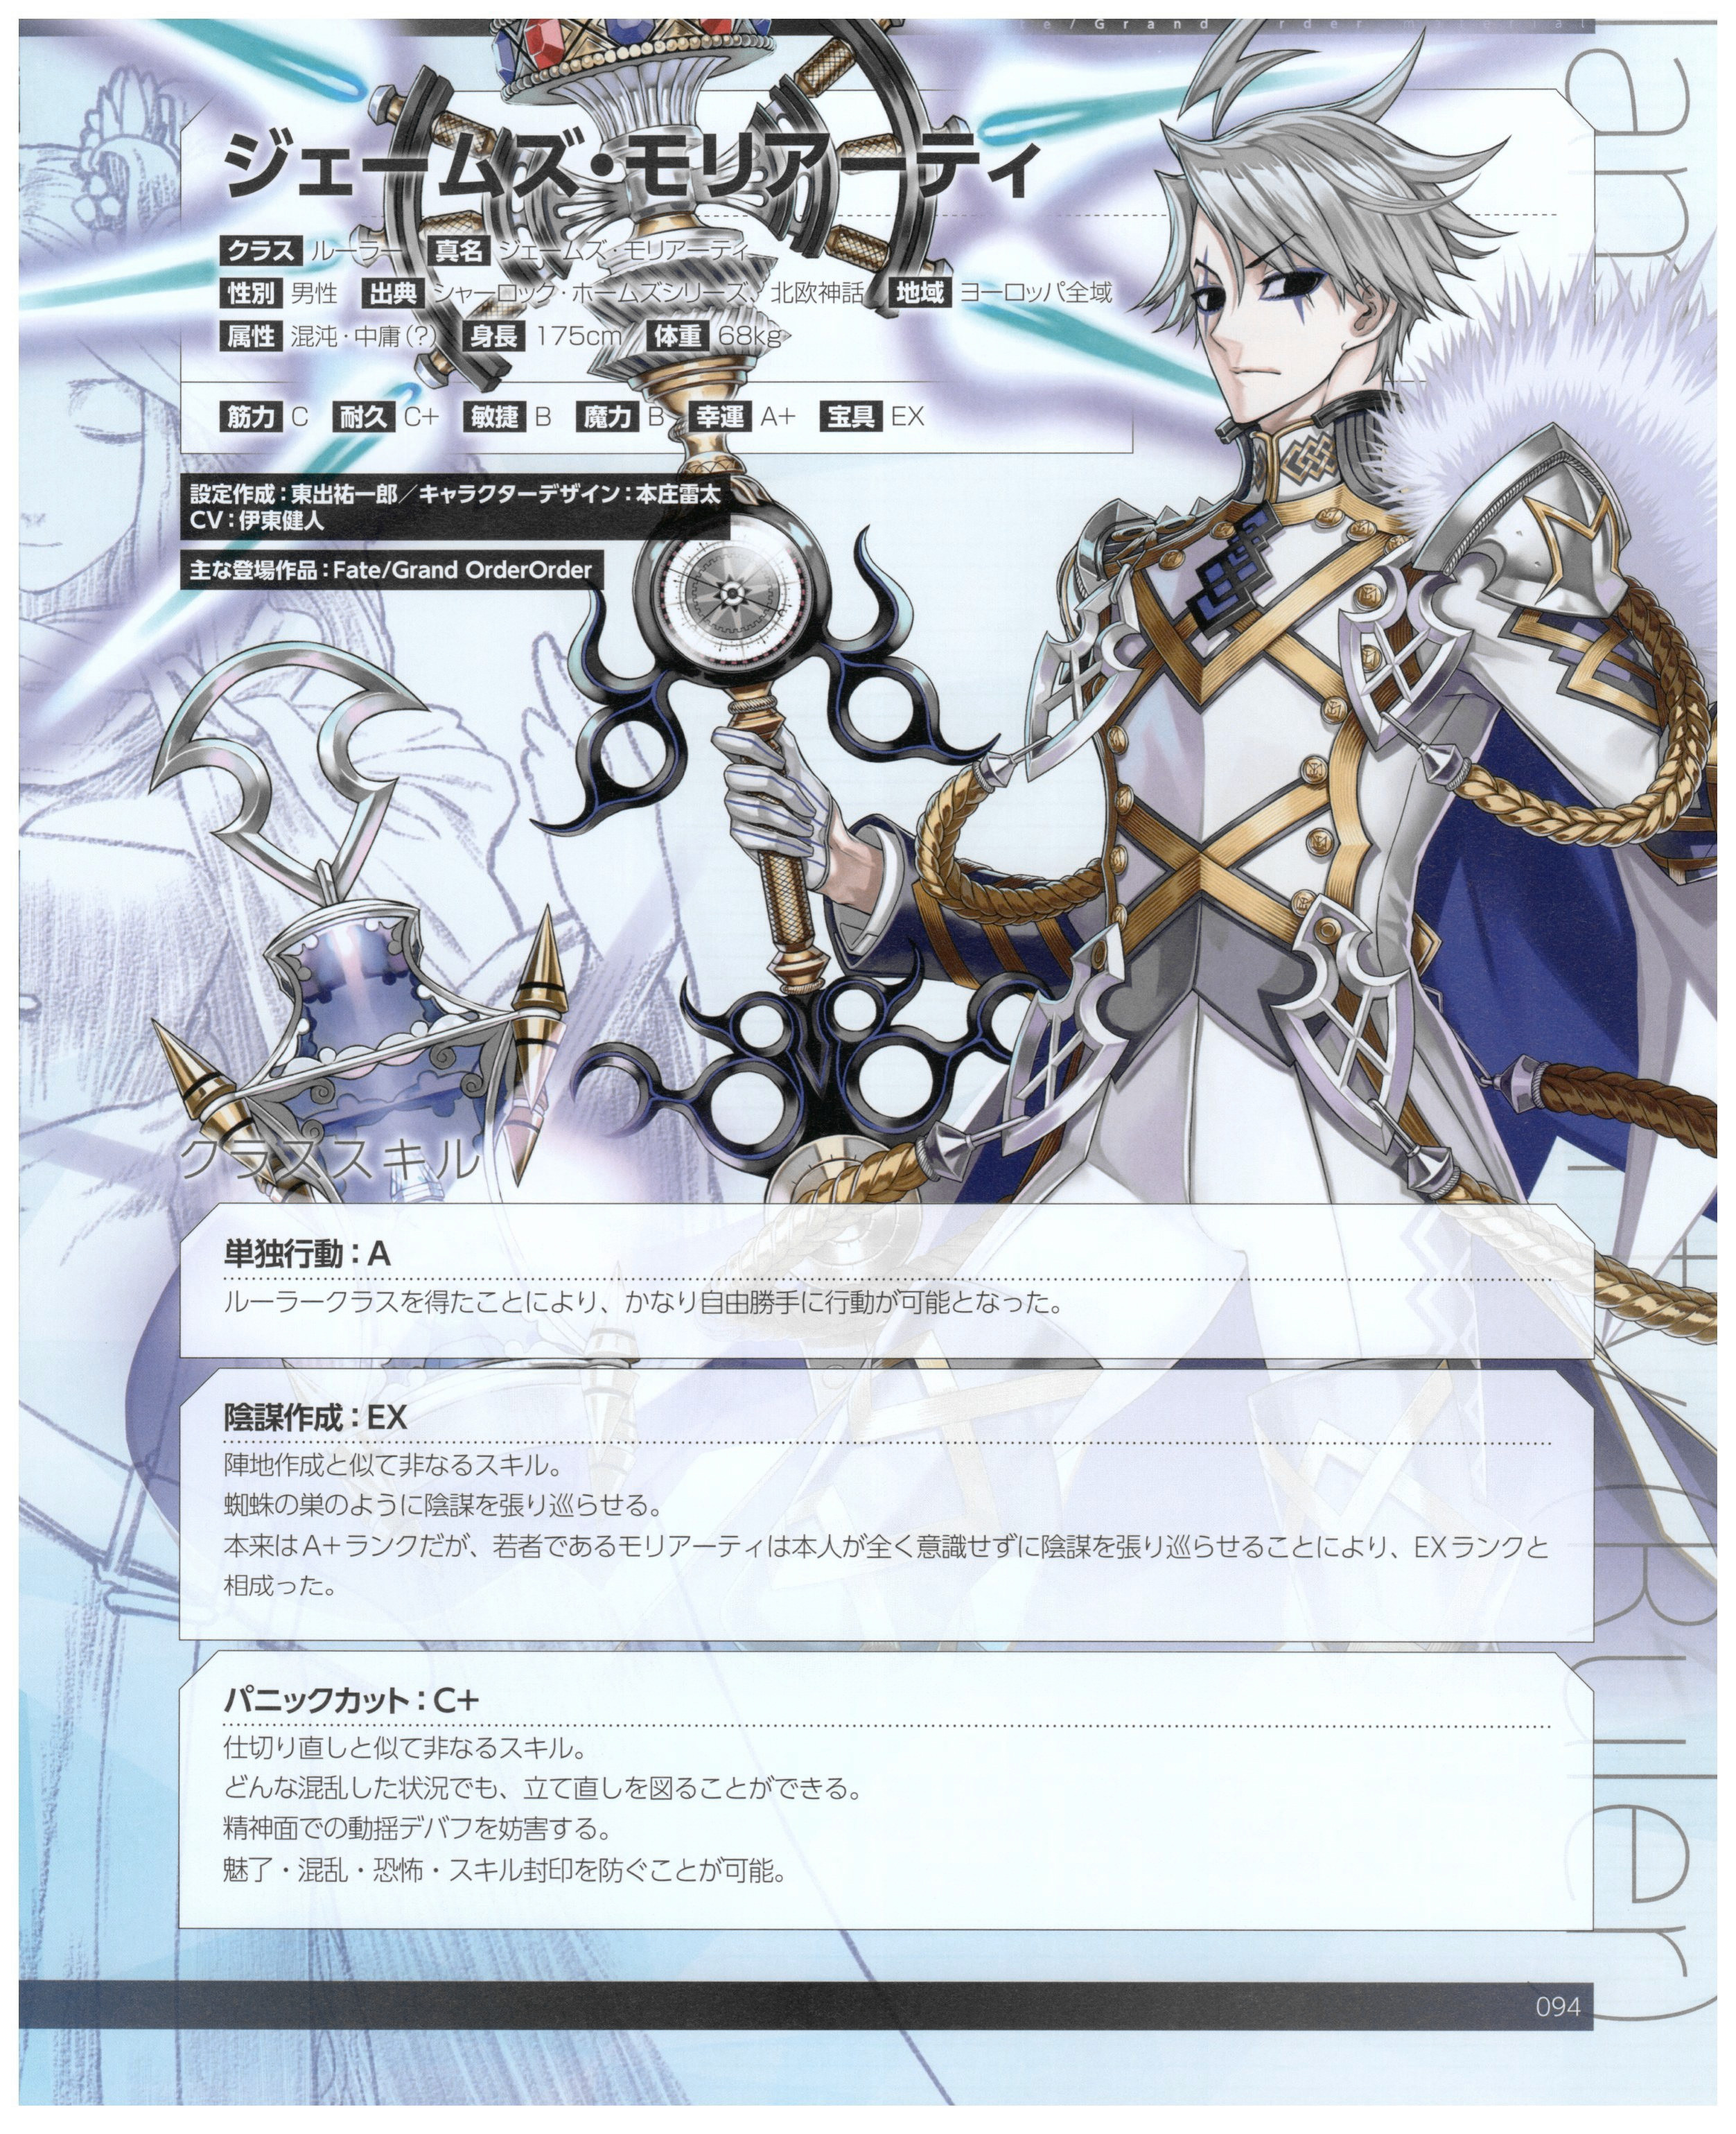 ジェームズ・モリアーティ
クラス ルーラー 真名 ジェームズ・モリアーティ
性別 男性 出典 シャーロック・ホームズシリーズ、北欧神話 地域 ヨーロッパ全域
属性 混沌・中庸(?) 身長 175cm 体重 68kg
筋力 C 耐久 C+ 敏捷 B 魔力 B 幸運 A+ 宝具 EX
設定作成:東出祐一郎/キャラクターデザイン:本庄雷太
CV:伊東健人
主な登場作品:Fate/Grand OrderOrder
クラススキル
単独行動:A
ルーラークラスを得たことにより、かなり自由勝手に行動が可能となった。
陰謀作成:EX
陣地作成と似て非なるスキル。
蜘蛛の巣のように陰謀を張り巡らせる。
本来はA+ランクだが、若者であるモリアーティは本人が全く意識せずに陰謀を張り巡らせることにより、EXランクと
相成った。
パニックカット:C+
仕切り直しと似て非なるスキル。
どんな混乱した状況でも、立て直しを図ることができる。
精神面での動揺デバフを妨害する。
魅了・混乱・恐怖・スキル封印を防ぐことが可能。
094
Ruler